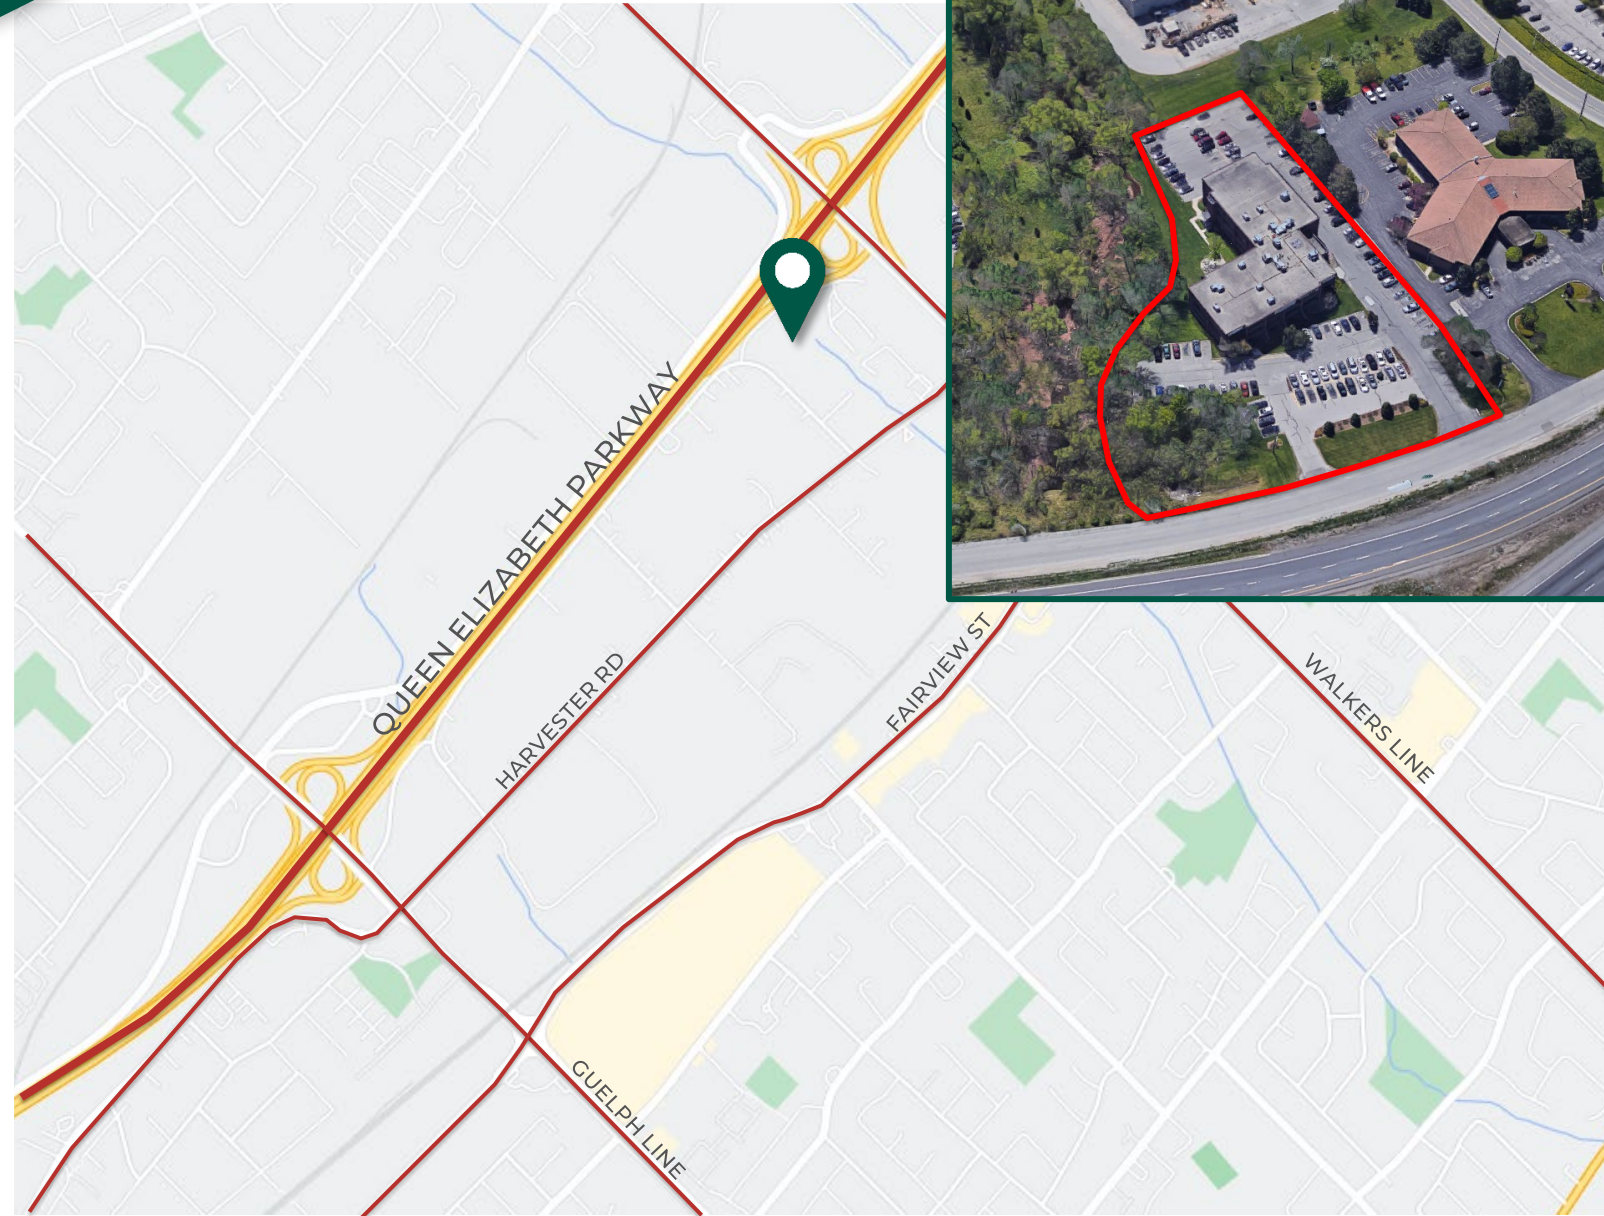 QUEEN ELIZABETH PARKWAY
HARVESTER RD
FAIRVIEW ST
WALKERS LINE
GUELPH LINE